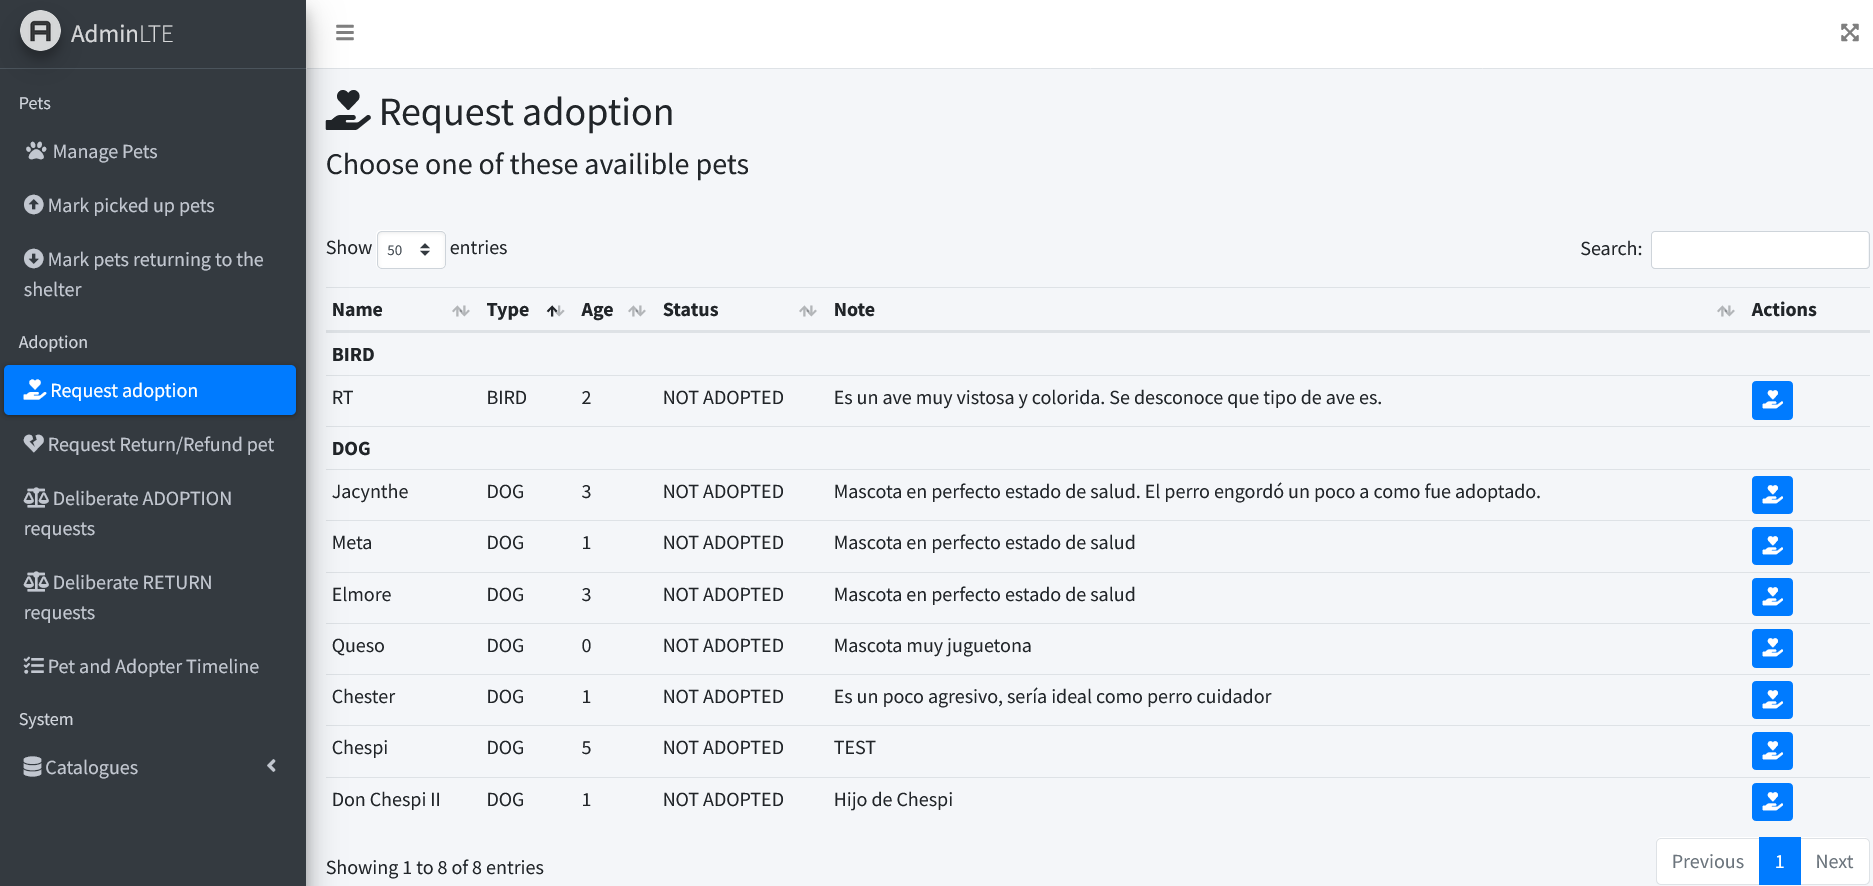 AdminLTE
Pets
Manage Pets
Mark picked up pets
Mark pets returning to the
shelter
Adoption
Request adoption
Request Return/Refund pet
Deliberate ADOPTION
requests
Deliberate RETURN
requests
Pet and Adopter Timeline
System
Catalogues
Request adoption
Choose one of these availible pets
Show 50 entries
Search:
Name Type Age Status Note Actions
BIRD
RT BIRD 2 NOT ADOPTED Es un ave muy vistosa y colorida. Se desconoce que tipo de ave es.
DOG
Jacynthe DOG 3 NOT ADOPTED Mascota en perfecto estado de salud. El perro engordó un poco a como fue adoptado.
Meta DOG 1 NOT ADOPTED Mascota en perfecto estado de salud
Elmore DOG 3 NOT ADOPTED Mascota en perfecto estado de salud
Queso DOG 0 NOT ADOPTED Mascota muy juguetona
Chester DOG 1 NOT ADOPTED Es un poco agresivo, sería ideal como perro cuidador
Chespi DOG 5 NOT ADOPTED TEST
Don Chespi II DOG 1 NOT ADOPTED Hijo de Chespi
Showing 1 to 8 of 8 entries
Previous 1 Next